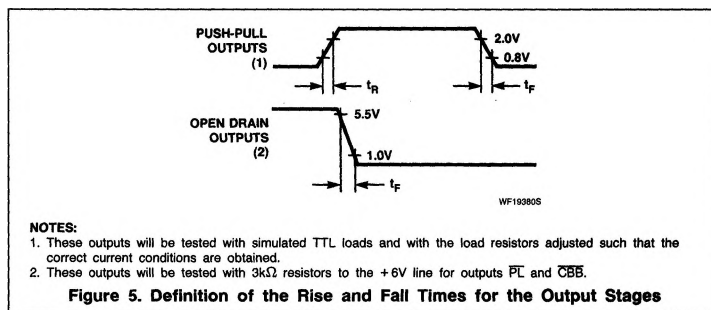 PUSH-PULL
OUTPUTS
(1)
2.0V
0.8V
tR
tF
OPEN DRAIN
OUTPUTS
(2)
5.5V
1.0V
tF
WF19380S
NOTES:
1. These outputs will be tested with simulated TTL loads and with the load resistors adjusted such that the
correct current conditions are obtained.
2. These outputs will be tested with 3kΩ resistors to the +6V line for outputs P̅L̅ and C̅B̅B̅.
Figure 5. Definition of the Rise and Fall Times for the Output Stages